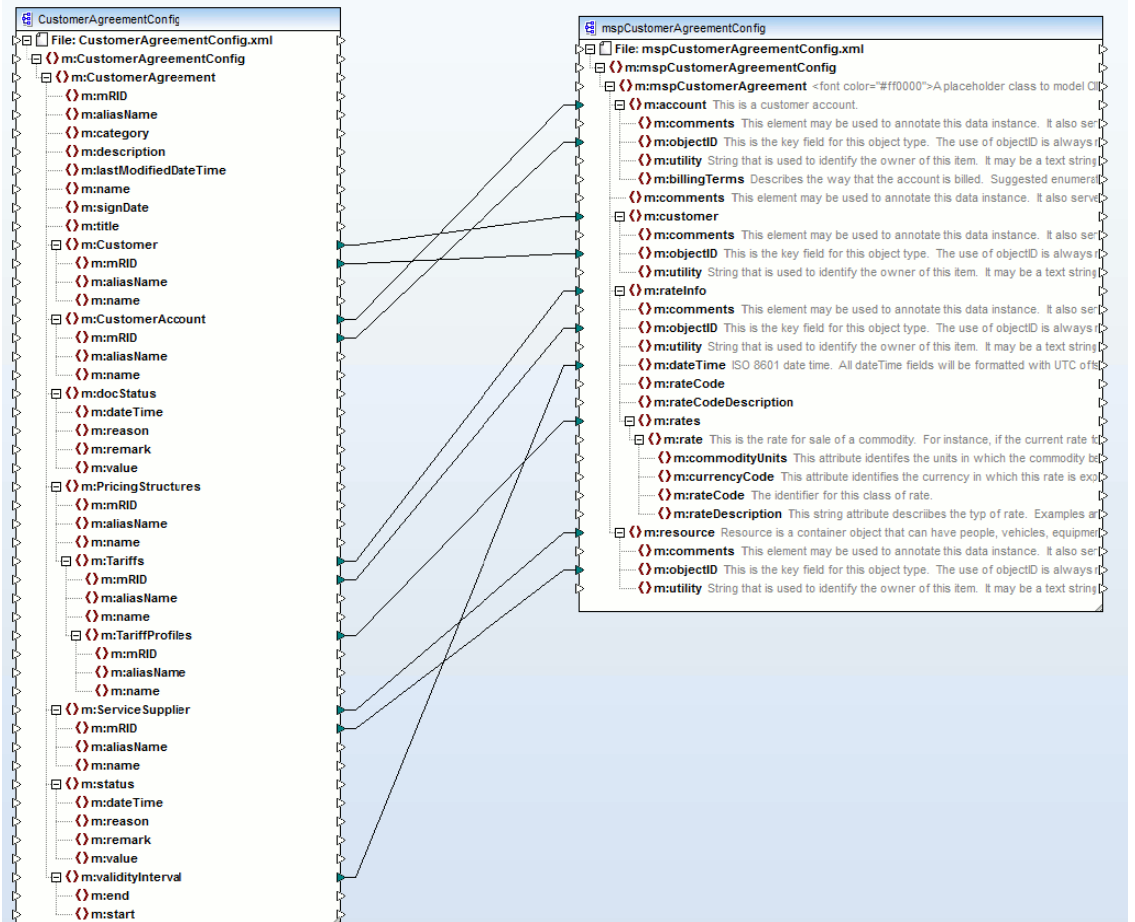 CustomerAgreementConfig
File: CustomerAgreementConfig.xml
m:CustomerAgreementConfig
m:CustomerAgreement
m:mRID
m:aliasName
m:category
m:description
m:lastModifiedDateTime
m:name
m:signDate
m:title
m:Customer
m:mRID
m:aliasName
m:name
m:CustomerAccount
m:mRID
m:aliasName
m:name
m:docStatus
m:dateTime
m:reason
m:remark
m:value
m:PricingStructures
m:mRID
m:aliasName
m:name
m:Tariffs
m:mRID
m:aliasName
m:name
m:TariffProfiles
m:mRID
m:aliasName
m:name
m:ServiceSupplier
m:mRID
m:aliasName
m:name
m:status
m:dateTime
m:reason
m:remark
m:value
m:validityInterval
m:end
m:start
mspCustomerAgreementConfig
File: mspCustomerAgreementConfig.xml
m:mspCustomerAgreementConfig
m:mspCustomerAgreement <font color="#ff0000">A placeholder class to model
m:account This is a customer account.
m:comments This element may be used to annotate this data instance. It also ser
m:objectID This is the key field for this object type. The use of objectID is always
m:utility String that is used to identify the owner of this item. It may be a text string
m:billingTerms Describes the way that the account is billed. Suggested enumerat
m:comments This element may be used to annotate this data instance. It also serve
m:customer
m:comments This element may be used to annotate this data instance. It also ser
m:objectID This is the key field for this object type. The use of objectID is always
m:utility String that is used to identify the owner of this item. It may be a text string
m:rateInfo
m:comments This element may be used to annotate this data instance. It also ser
m:objectID This is the key field for this object type. The use of objectID is always
m:utility String that is used to identify the owner of this item. It may be a text string
m:dateTime ISO 8601 date time. All dateTime fields will be formatted with UTC offs
m:rateCode
m:rateCodeDescription
m:rates
m:rate This is the rate for sale of a commodity. For instance, if the current rate
m:commodityUnits This attribute identifes the units in which the commodity be
m:currencyCode This attribute identifies the currency in which this rate is exp
m:rateCode The identifier for this class of rate.
m:rateDescription This string attribute descriibes the typ of rate. Examples ar
m:resource Resource is a container object that can have people, vehicles, equipme
m:comments This element may be used to annotate this data instance. It also ser
m:objectID This is the key field for this object type. The use of objectID is always
m:utility String that is used to identify the owner of this item. It may be a text string